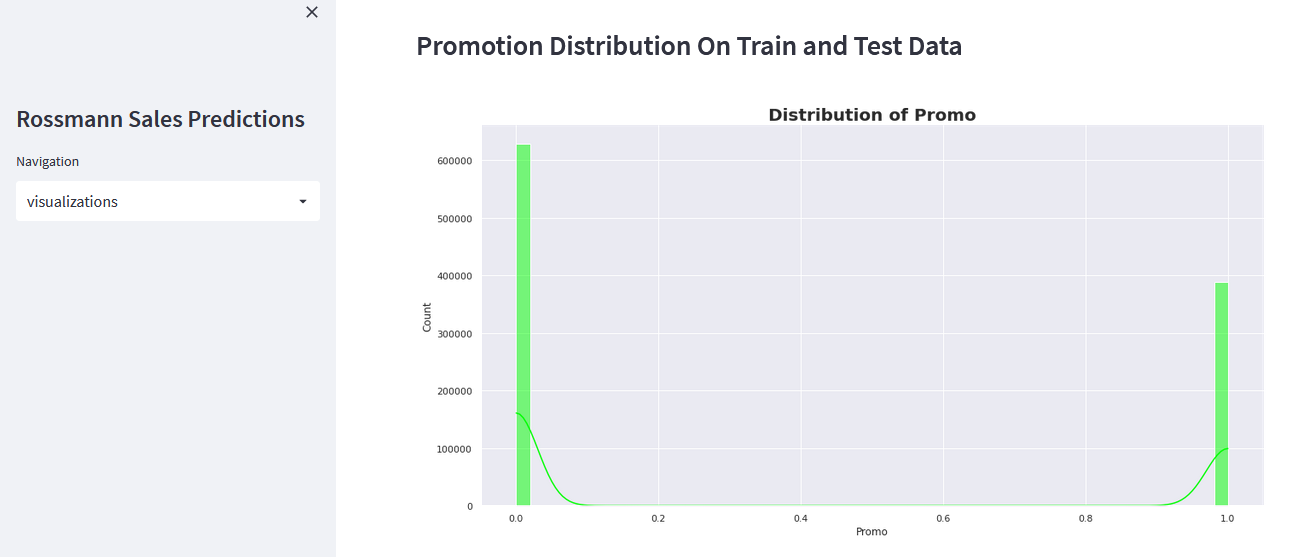 Rossmann Sales Predictions
Navigation
visualizations
Promotion Distribution On Train and Test Data
Distribution of Promo
Count
600000
500000
400000
300000
200000
100000
0
0.0 0.2 0.4 0.6 0.8 1.0
Promo